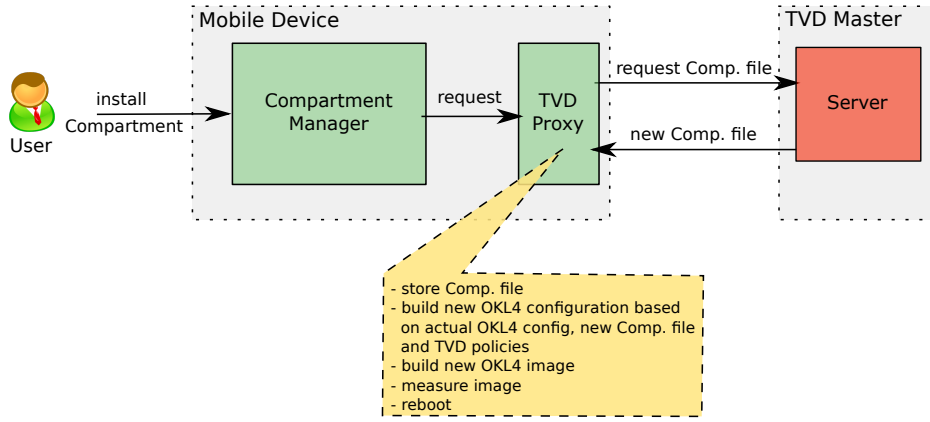 Mobile Device
TVD Master
User
install
Compartment
Compartment
Manager
request
TVD
Proxy
request Comp. file
new Comp. file
Server
- store Comp. file
- build new OKL4 configuration based
on actual OKL4 config, new Comp. file
and TVD policies
- build new OKL4 image
- measure image
- reboot